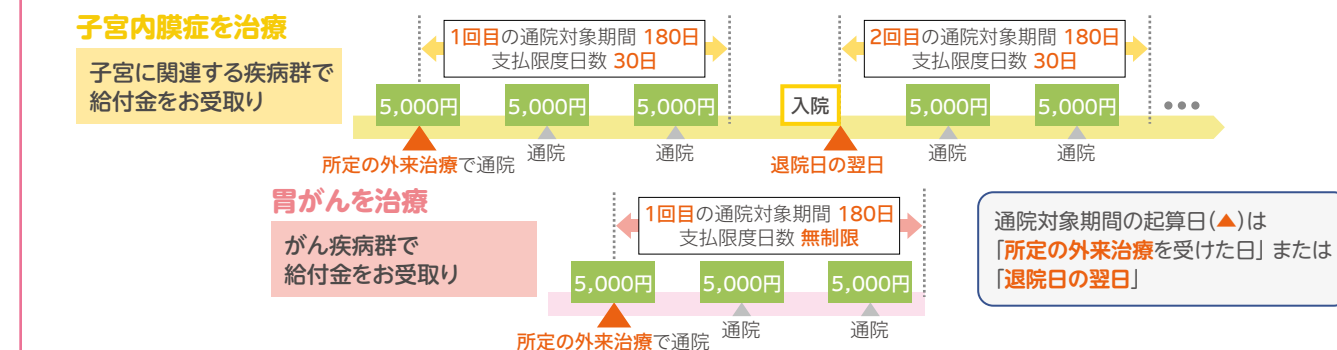 子宮内膜症を治療
子宮に関連する疾病群で
給付金をお受取り
1回目の通院対象期間 180日
支払限度日数 30日
2回目の通院対象期間 180日
支払限度日数 30日
5,000円
5,000円
5,000円
入院
5,000円
5,000円
•••
所定の外来治療で通院
通院
通院
退院日の翌日
通院
通院
胃がんを治療
がん疾病群で
給付金をお受取り
1回目の通院対象期間 180日
支払限度日数 無制限
5,000円
5,000円
5,000円
所定の外来治療で通院
通院
通院
通院対象期間の起算日(▲)は
「所定の外来治療を受けた日」または
「退院日の翌日」